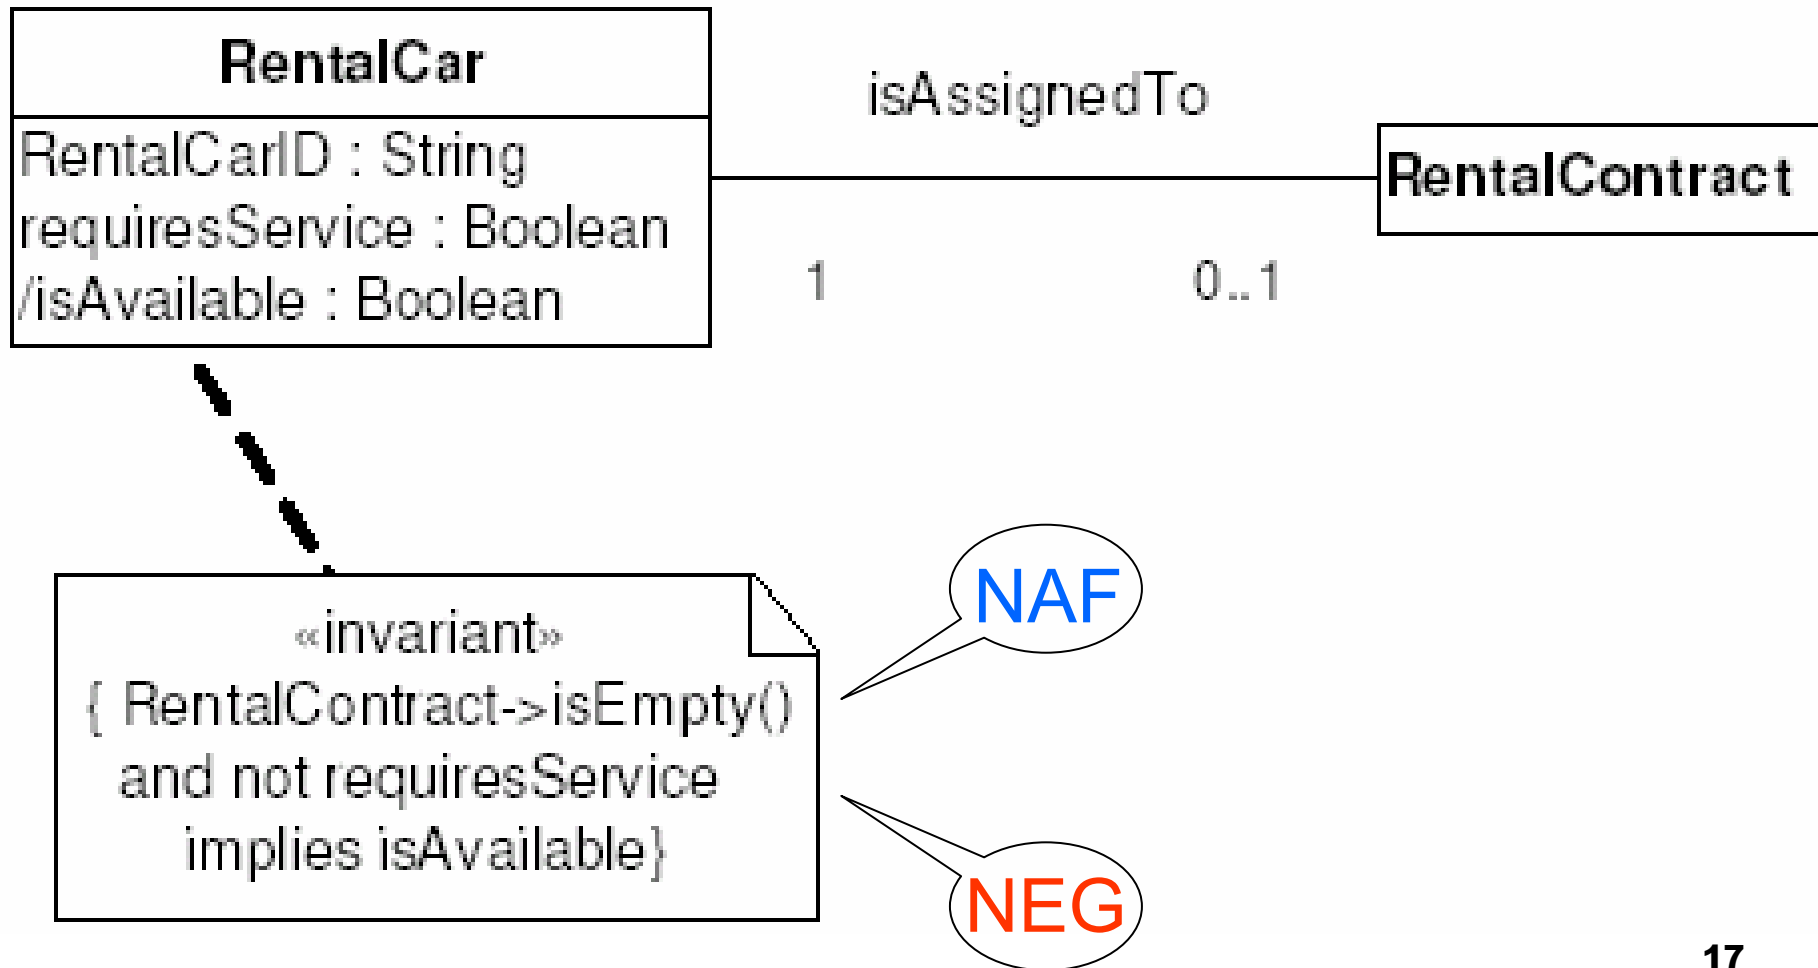 RentalCar
RentalCarID : String
requiresService : Boolean
/isAvailable : Boolean
isAssignedTo
1
0..1
RentalContract
«invariant»
{ RentalContract->isEmpty()
and not requiresService
implies isAvailable}
NAF
NEG
17